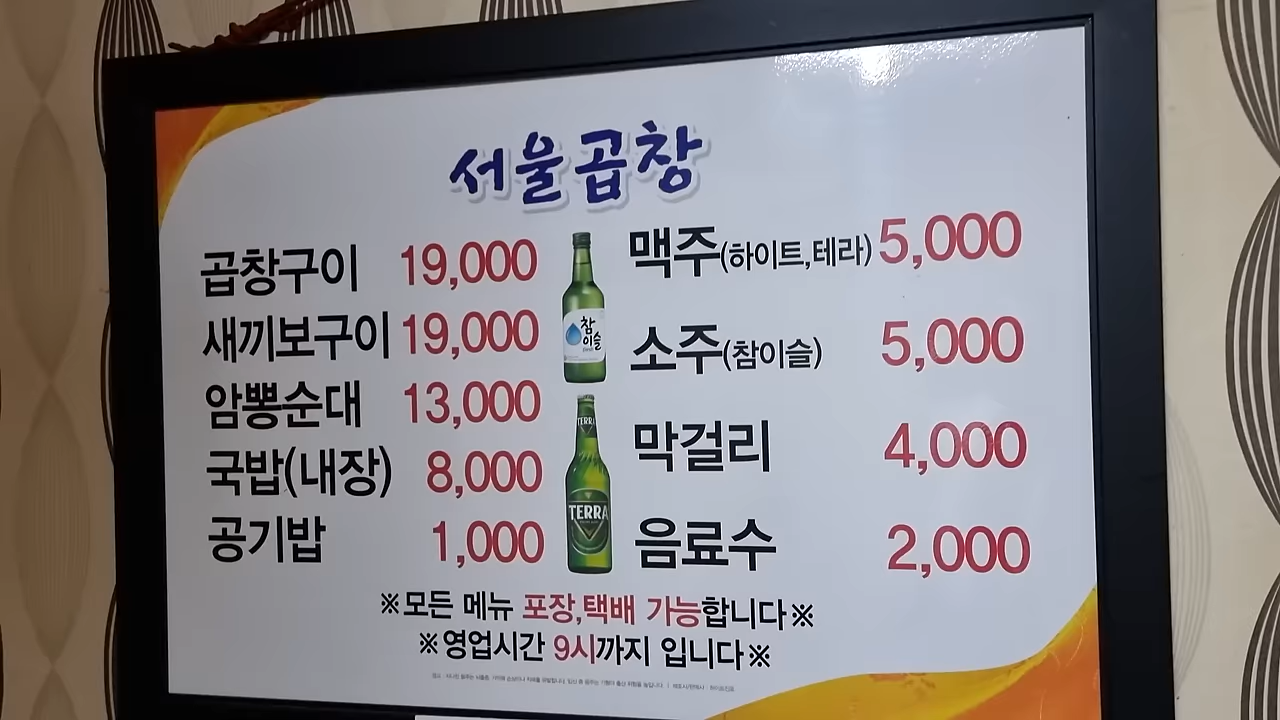 서울곱창
곱창구이 19,000
새끼보구이 19,000
암뽕순대 13,000
국밥(내장) 8,000
공기밥 1,000
참이슬
TERRA
TERRA
맥주(하이트,테라) 5,000
소주(참이슬) 5,000
막걸리 4,000
음료수 2,000
※모든 메뉴 포장,택배 가능합니다※
※영업시간 9시까지 입니다※